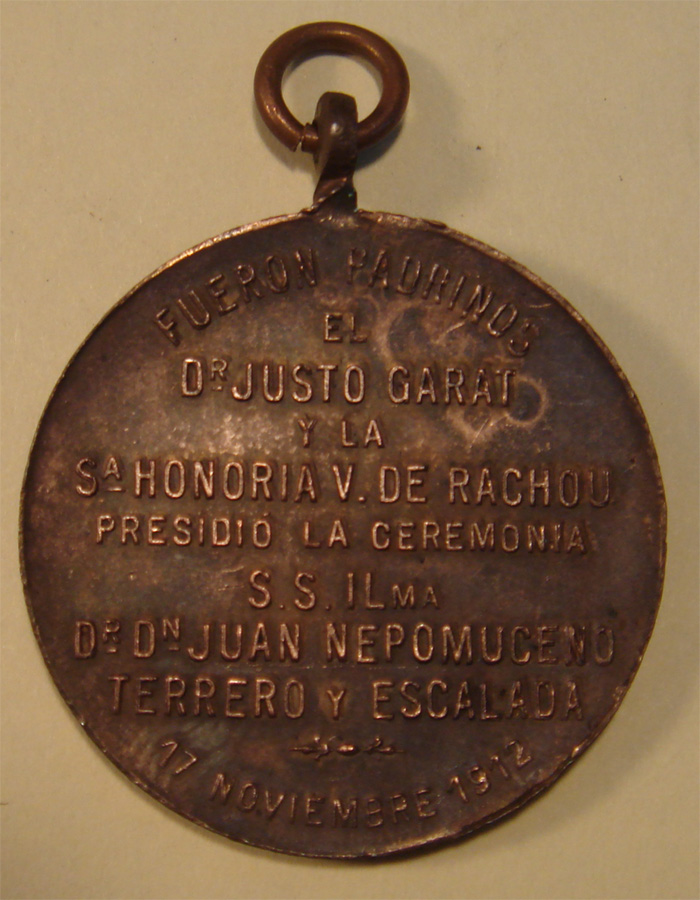 FUERON PADRINOS
EL
DR JUSTO GARAT
Y LA
SA HONORIA V. DE RACHOU
PRESIDIÓ LA CEREMONIA
S.S. ILMA
DR DN JUAN NEPOMUCENO
TERRERO Y ESCALADA
17 NOVIEMBRE 1912